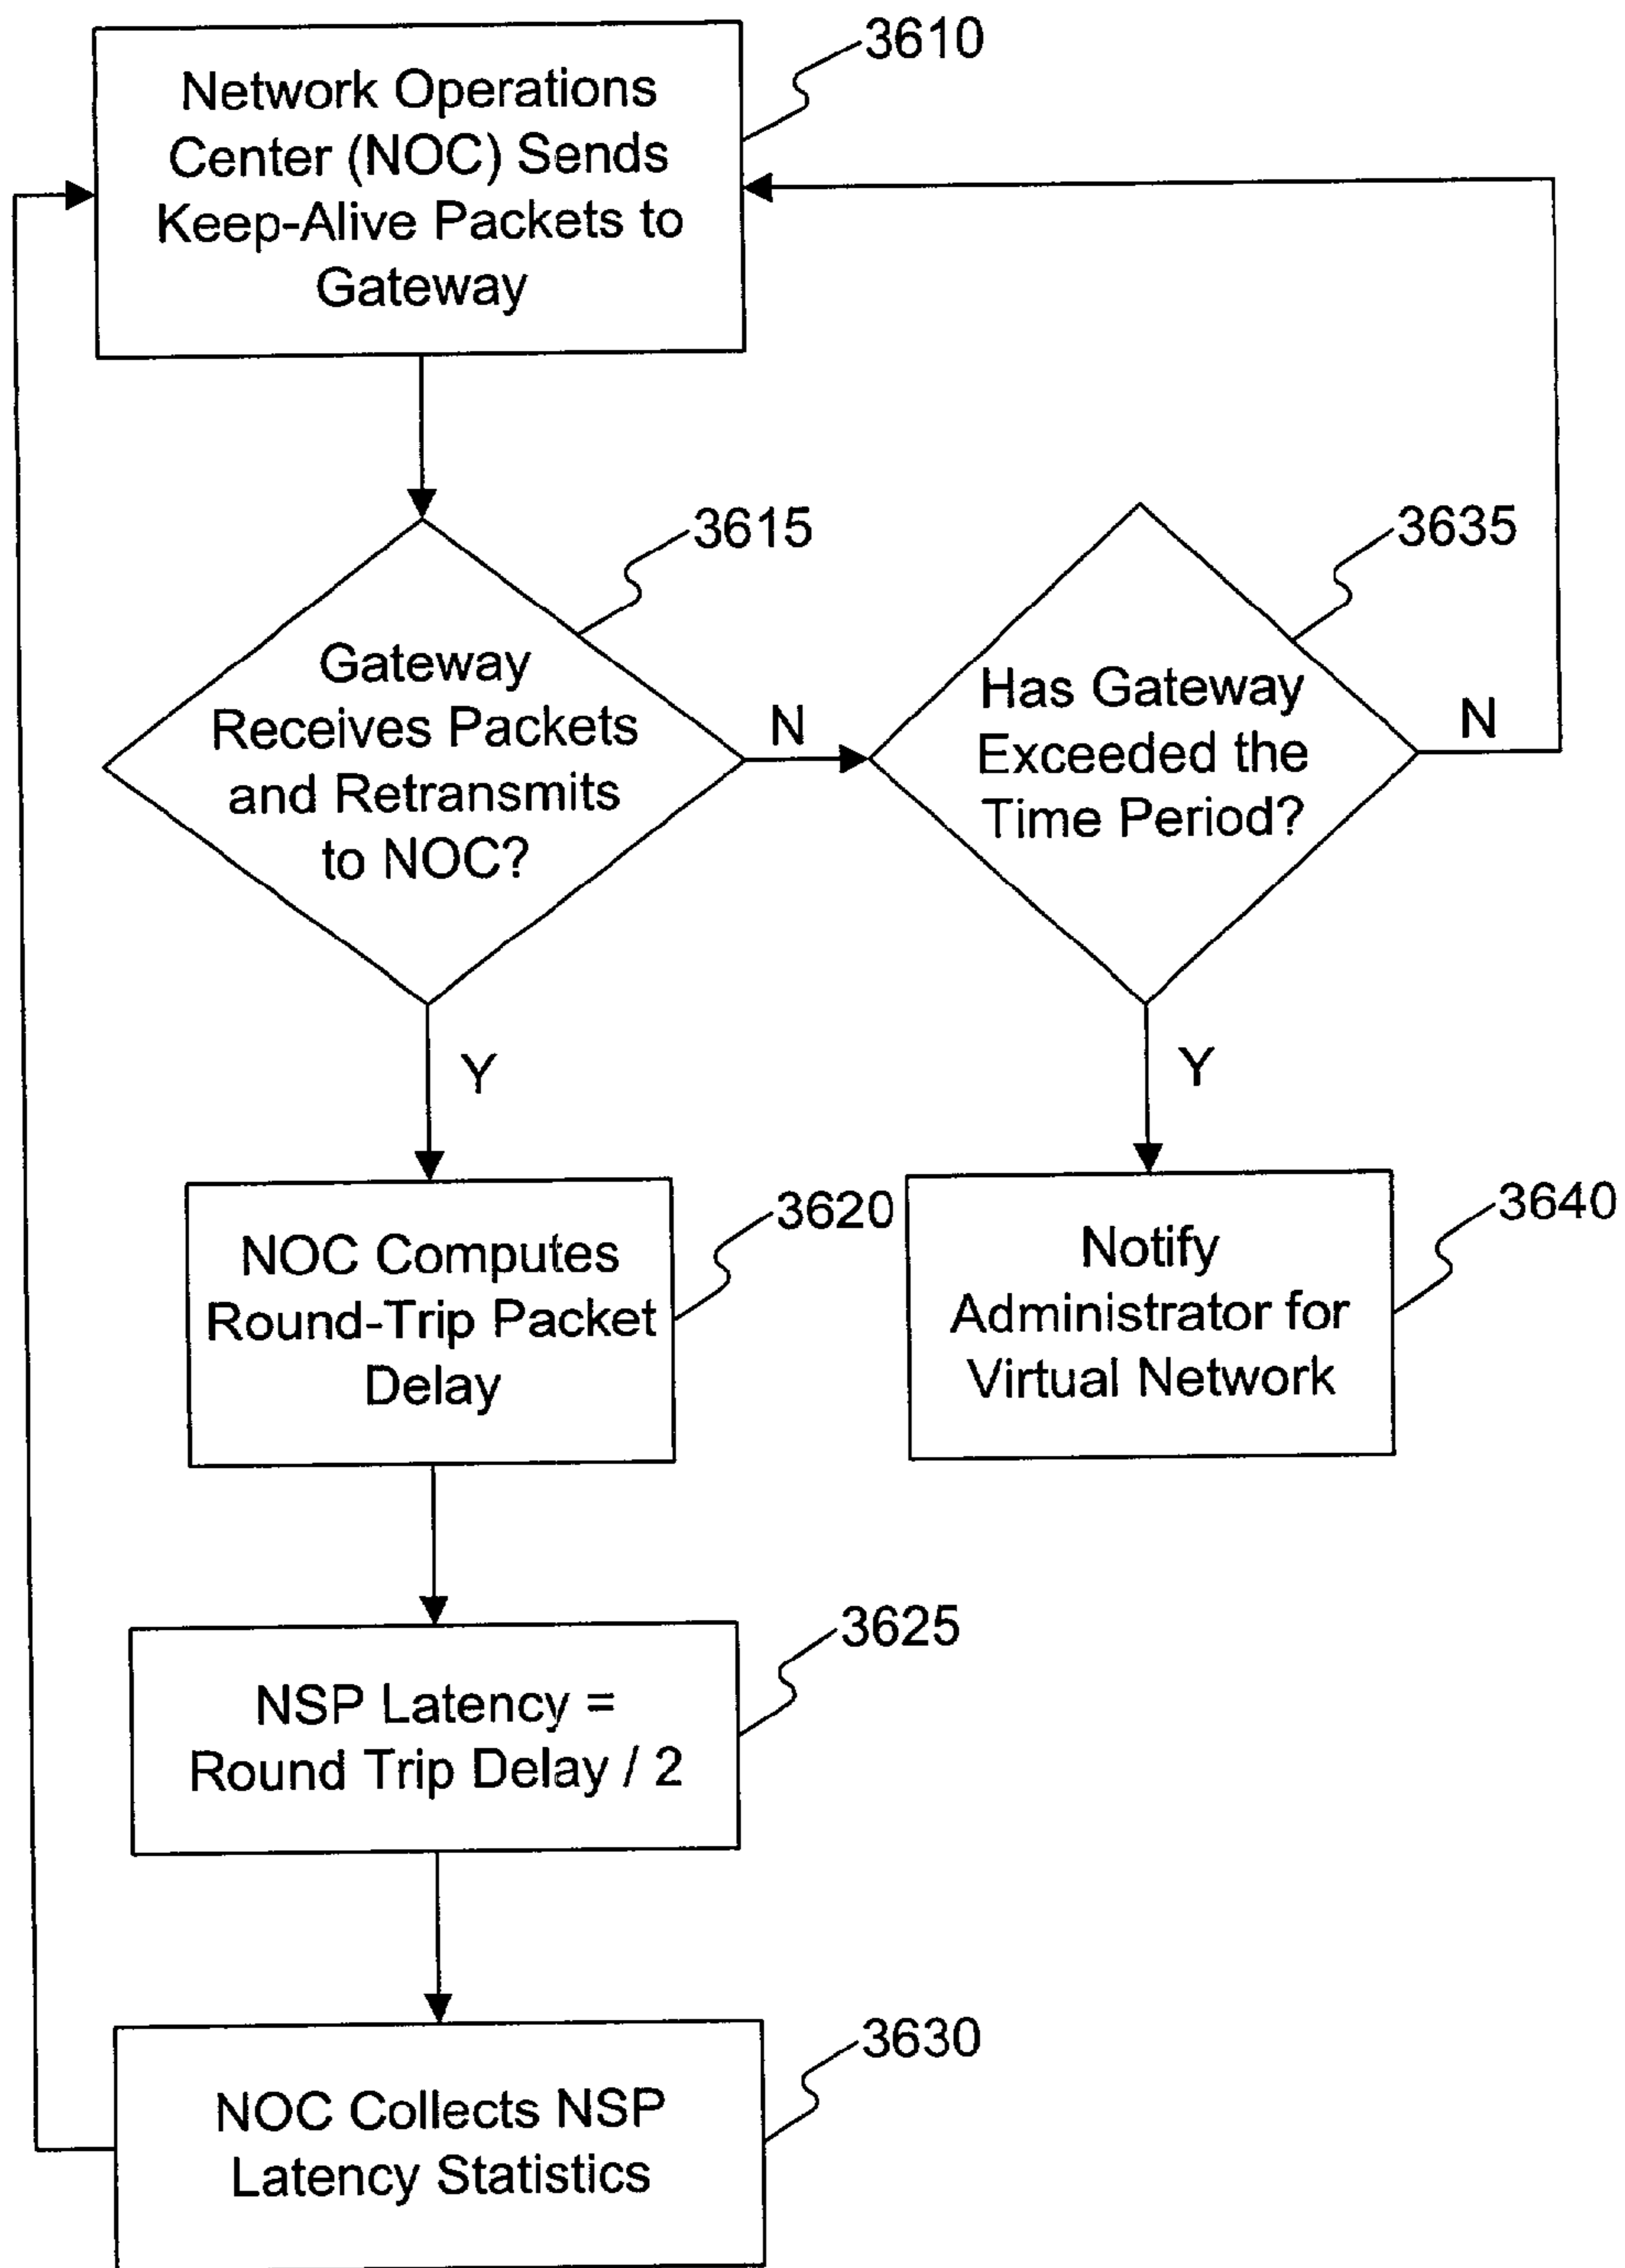 3610
Network Operations
Center (NOC) Sends
Keep-Alive Packets to
Gateway
3615
Gateway
Receives Packets
and Retransmits
to NOC?
N
Y
3635
Has Gateway
Exceeded the
Time Period?
N
Y
3620
NOC Computes
Round-Trip Packet
Delay
3640
Notify
Administrator for
Virtual Network
3625
NSP Latency =
Round Trip Delay / 2
3630
NOC Collects NSP
Latency Statistics